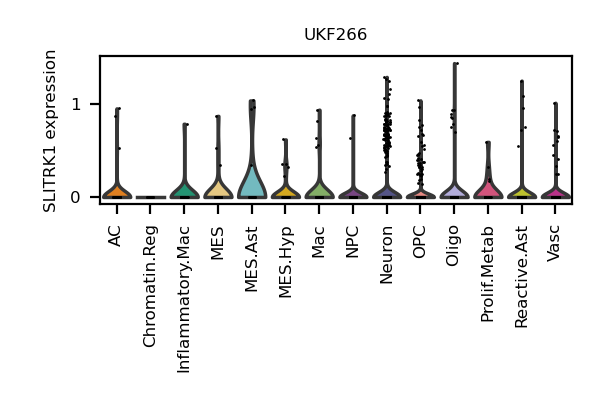 UKF266
SLITRK1 expression
1
0
AC
Chromatin.Reg
Inflammatory.Mac
MES
MES.Ast
MES.Hyp
Mac
NPC
Neuron
OPC
Oligo
Prolif.Metab
Reactive.Ast
Vasc